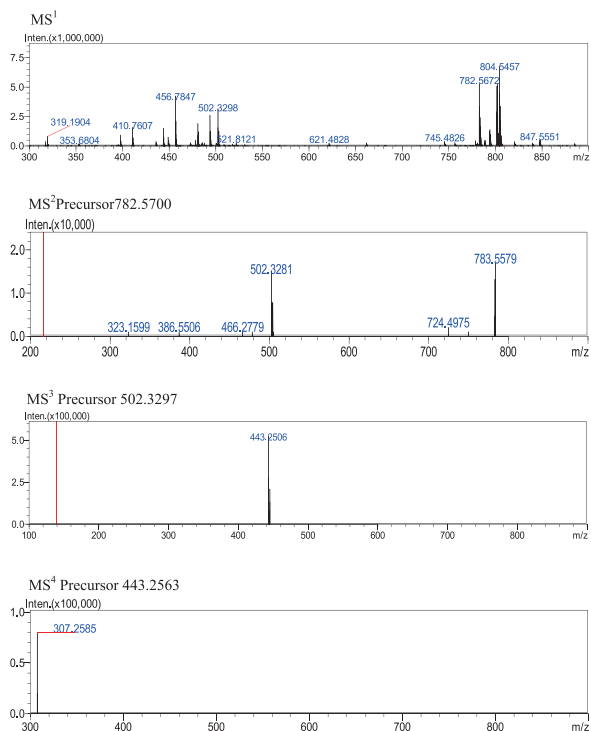 MS1
Inten.(x1,000,000)
7.5
5.0
2.5
0.0
319.1904
353.6804
410.7607
456.7847
502.3298
521.8121
621.4828
745.4826
782.5672
804.5457
847.5551
300 350 400 450 500 550 600 650 700 750 800 850 m/z
MS2Precursor782.5700
Inten.(x10,000)
2.0
1.0
0.0
323.1599
386.5506
466.2779
502.3281
724.4975
783.5579
200 300 400 500 600 700 800 m/z
MS3 Precursor 502.3297
Inten.(x100,000)
5.0
2.5
0.0
443.2506
100 200 300 400 500 600 700 800 m/z
MS4 Precursor 443.2563
Inten.(x100,000)
1.0
0.5
0.0
307.2585
300 400 500 600 700 800 m/z